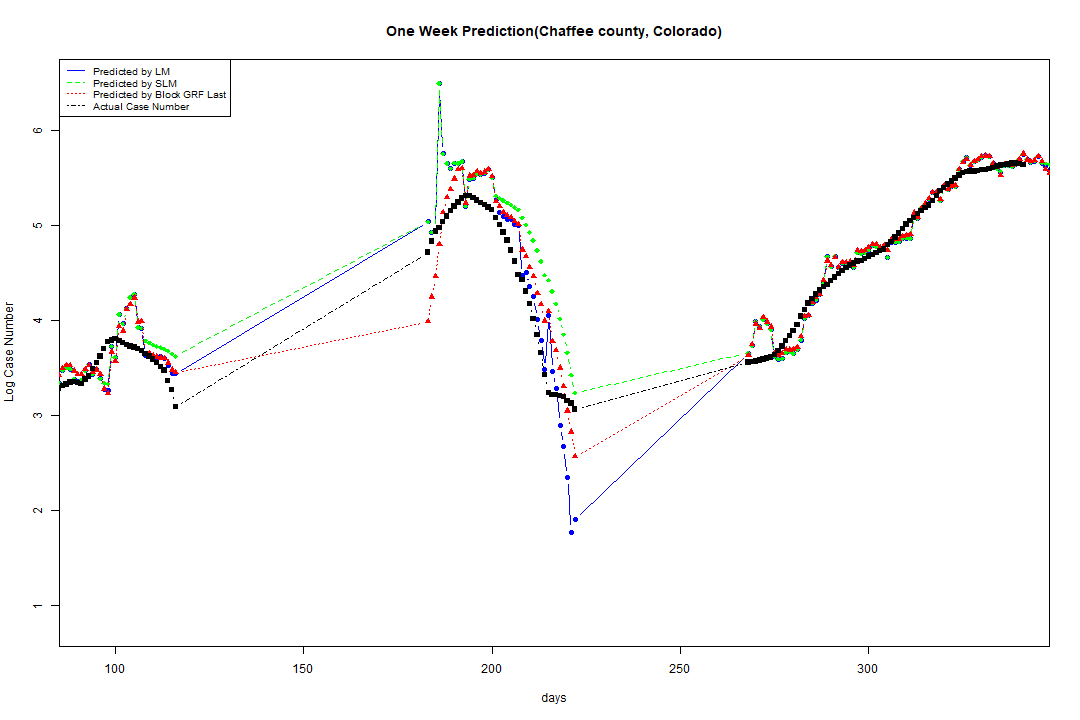 One Week Prediction(Chaffee county, Colorado)
Predicted by LM
Predicted by SLM
Predicted by Block GRF Last
Actual Case Number
6
5
4
3
2
1
Log Case Number
100 150 200 250 300
days